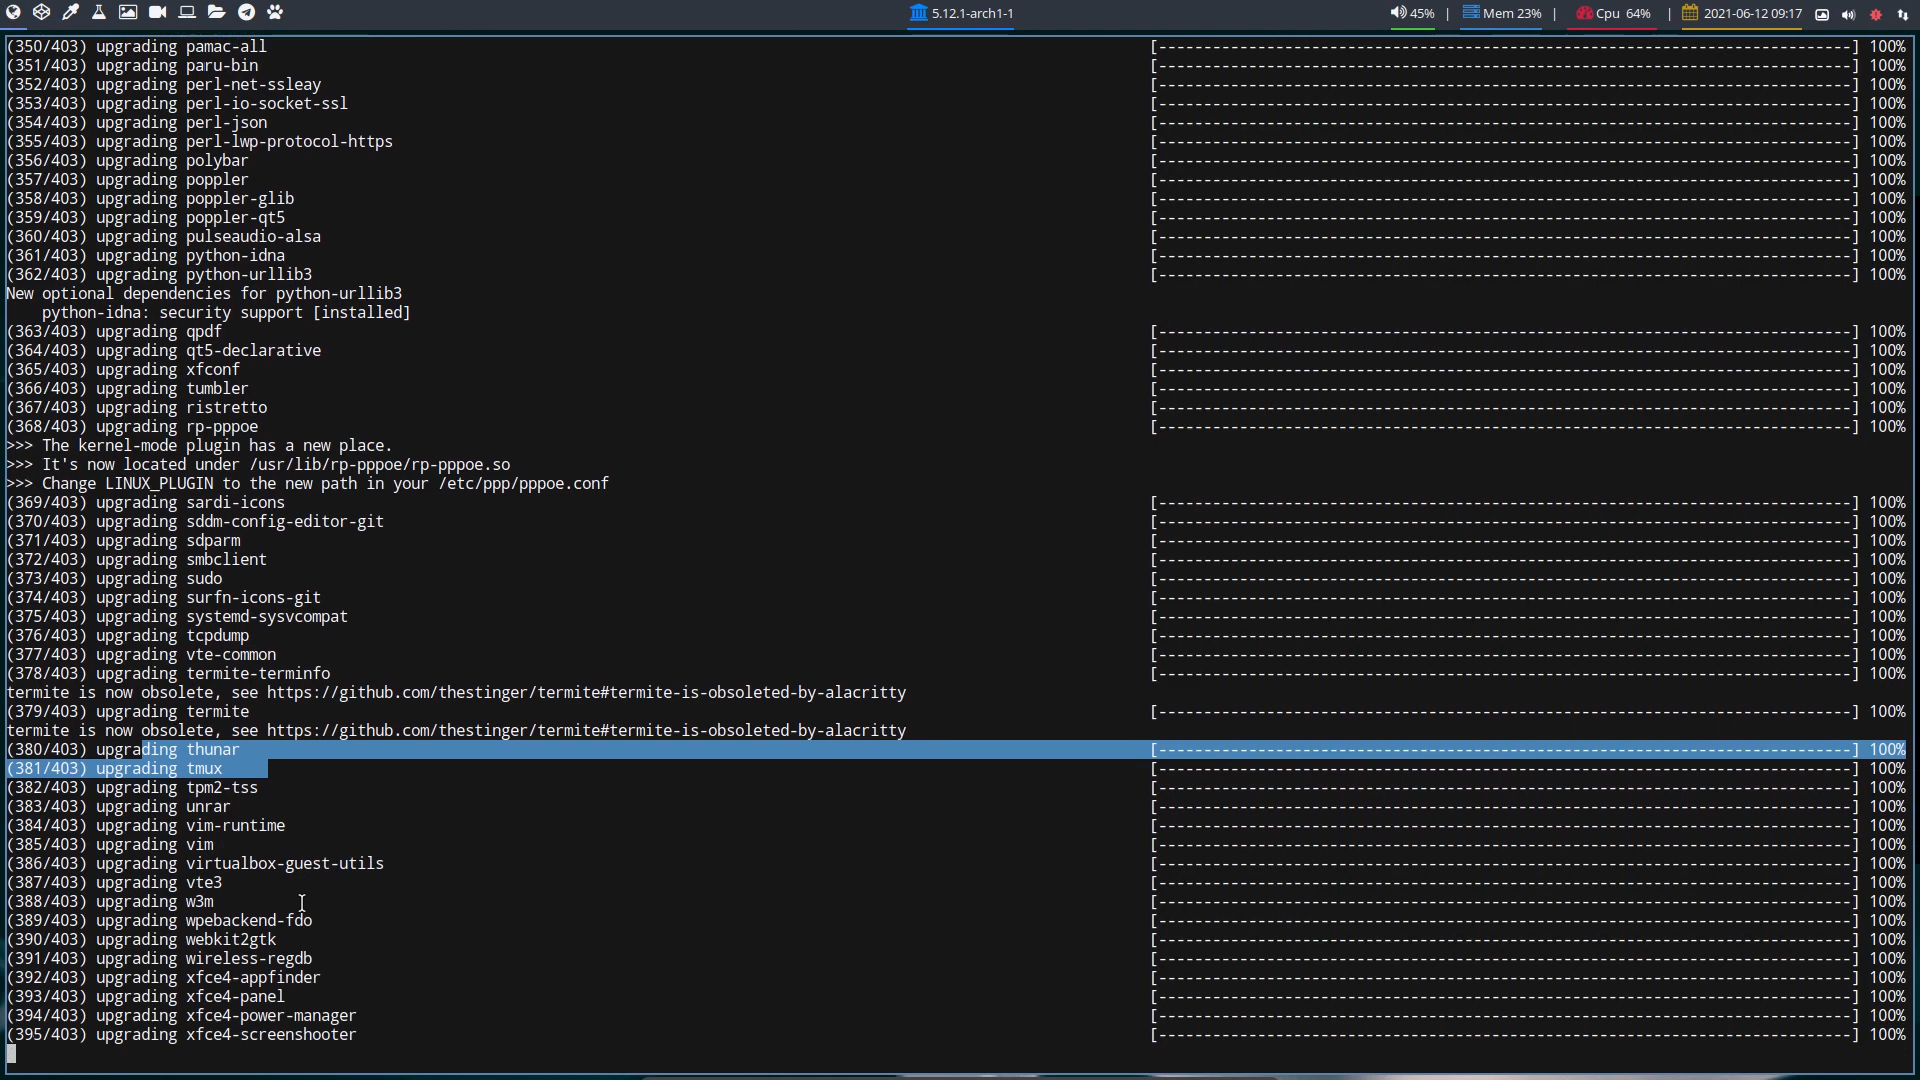 5.12.1-arch1-1 45% | Mem 23% | Cpu 64% | 2021-06-12 09:17
(350/403) upgrading pamac-all [-----------------------------------------------------------------------------] 100%
(351/403) upgrading paru-bin [-----------------------------------------------------------------------------] 100%
(352/403) upgrading perl-net-ssleay [-----------------------------------------------------------------------------] 100%
(353/403) upgrading perl-io-socket-ssl [-----------------------------------------------------------------------------] 100%
(354/403) upgrading perl-json [-----------------------------------------------------------------------------] 100%
(355/403) upgrading perl-lwp-protocol-https [-----------------------------------------------------------------------------] 100%
(356/403) upgrading polybar [-----------------------------------------------------------------------------] 100%
(357/403) upgrading poppler [-----------------------------------------------------------------------------] 100%
(358/403) upgrading poppler-glib [-----------------------------------------------------------------------------] 100%
(359/403) upgrading poppler-qt5 [-----------------------------------------------------------------------------] 100%
(360/403) upgrading pulseaudio-alsa [-----------------------------------------------------------------------------] 100%
(361/403) upgrading python-idna [-----------------------------------------------------------------------------] 100%
(362/403) upgrading python-urllib3 [-----------------------------------------------------------------------------] 100%
New optional dependencies for python-urllib3
python-idna: security support [installed]
(363/403) upgrading qpdf [-----------------------------------------------------------------------------] 100%
(364/403) upgrading qt5-declarative [-----------------------------------------------------------------------------] 100%
(365/403) upgrading xfconf [-----------------------------------------------------------------------------] 100%
(366/403) upgrading tumbler [-----------------------------------------------------------------------------] 100%
(367/403) upgrading ristretto [-----------------------------------------------------------------------------] 100%
(368/403) upgrading rp-pppoe [-----------------------------------------------------------------------------] 100%
>>> The kernel-mode plugin has a new place.
>>> It's now located under /usr/lib/rp-pppoe/rp-pppoe.so
>>> Change LINUX_PLUGIN to the new path in your /etc/ppp/pppoe.conf
(369/403) upgrading sardi-icons [-----------------------------------------------------------------------------] 100%
(370/403) upgrading sddm-config-editor-git [-----------------------------------------------------------------------------] 100%
(371/403) upgrading sdparm [-----------------------------------------------------------------------------] 100%
(372/403) upgrading smbclient [-----------------------------------------------------------------------------] 100%
(373/403) upgrading sudo [-----------------------------------------------------------------------------] 100%
(374/403) upgrading surfn-icons-git [-----------------------------------------------------------------------------] 100%
(375/403) upgrading systemd-sysvcompat [-----------------------------------------------------------------------------] 100%
(376/403) upgrading tcpdump [-----------------------------------------------------------------------------] 100%
(377/403) upgrading vte-common [-----------------------------------------------------------------------------] 100%
(378/403) upgrading termite-terminfo [-----------------------------------------------------------------------------] 100%
termite is now obsolete, see https://github.com/thestinger/termite#termite-is-obsoleted-by-alacritty
(379/403) upgrading termite [-----------------------------------------------------------------------------] 100%
termite is now obsolete, see https://github.com/thestinger/termite#termite-is-obsoleted-by-alacritty
(380/403) upgrading thunar [-----------------------------------------------------------------------------] 100%
(381/403) upgrading tmux [-----------------------------------------------------------------------------] 100%
(382/403) upgrading tpm2-tss [-----------------------------------------------------------------------------] 100%
(383/403) upgrading unrar [-----------------------------------------------------------------------------] 100%
(384/403) upgrading vim-runtime [-----------------------------------------------------------------------------] 100%
(385/403) upgrading vim [-----------------------------------------------------------------------------] 100%
(386/403) upgrading virtualbox-guest-utils [-----------------------------------------------------------------------------] 100%
(387/403) upgrading vte3 [-----------------------------------------------------------------------------] 100%
(388/403) upgrading w3m [-----------------------------------------------------------------------------] 100%
(389/403) upgrading wpebackend-fdo [-----------------------------------------------------------------------------] 100%
(390/403) upgrading webkit2gtk [-----------------------------------------------------------------------------] 100%
(391/403) upgrading wireless-regdb [-----------------------------------------------------------------------------] 100%
(392/403) upgrading xfce4-appfinder [-----------------------------------------------------------------------------] 100%
(393/403) upgrading xfce4-panel [-----------------------------------------------------------------------------] 100%
(394/403) upgrading xfce4-power-manager [-----------------------------------------------------------------------------] 100%
(395/403) upgrading xfce4-screenshooter [-----------------------------------------------------------------------------] 100%